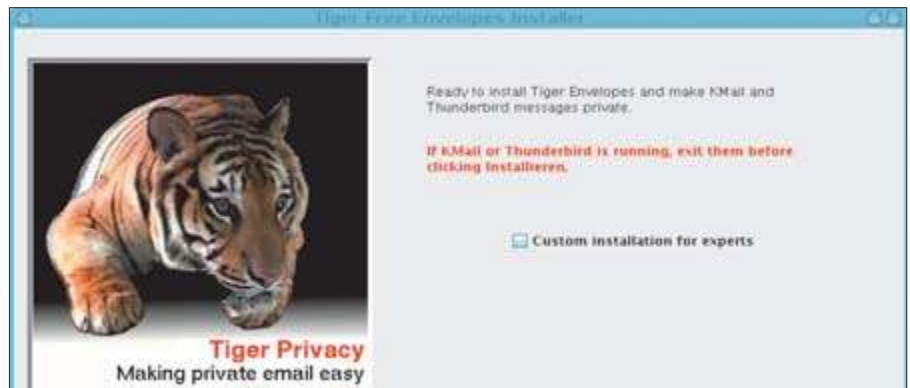 Tiger Free Envelopes Installer
Ready to install Tiger Envelopes and make KMail and
Thunderbird messages private.
If KMail or Thunderbird is running, exit them before
clicking Installieren.
Custom installation for experts
Tiger Privacy
Making private email easy